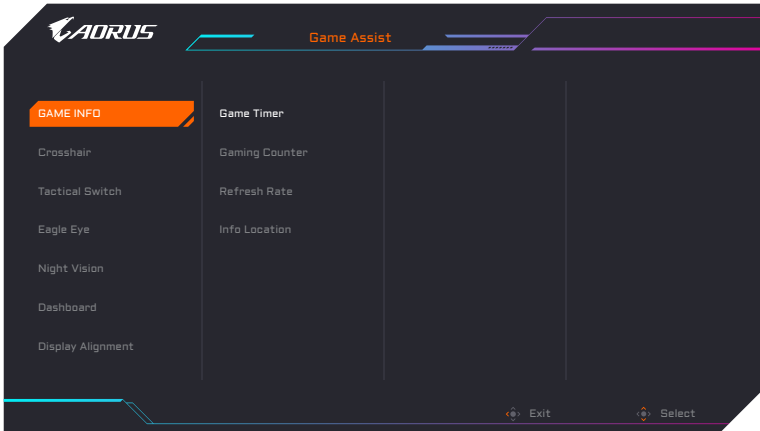 AORUS
Game Assist
GAME INFO
Crosshair
Tactical Switch
Eagle Eye
Night Vision
Dashboard
Display Alignment
Game Timer
Gaming Counter
Refresh Rate
Info Location
Exit
Select